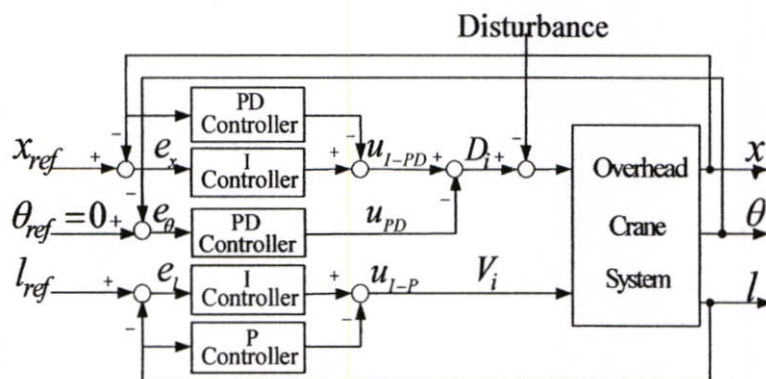 Disturbance
PD
Controller
x_ref + − e_x I
Controller − + u_I−PD + D_i + − x
Overhead
Crane
System
θ_ref = 0 + − e_θ PD
Controller u_PD − θ
l_ref + − e_l I
Controller + − u_I−P V_i l
P
Controller